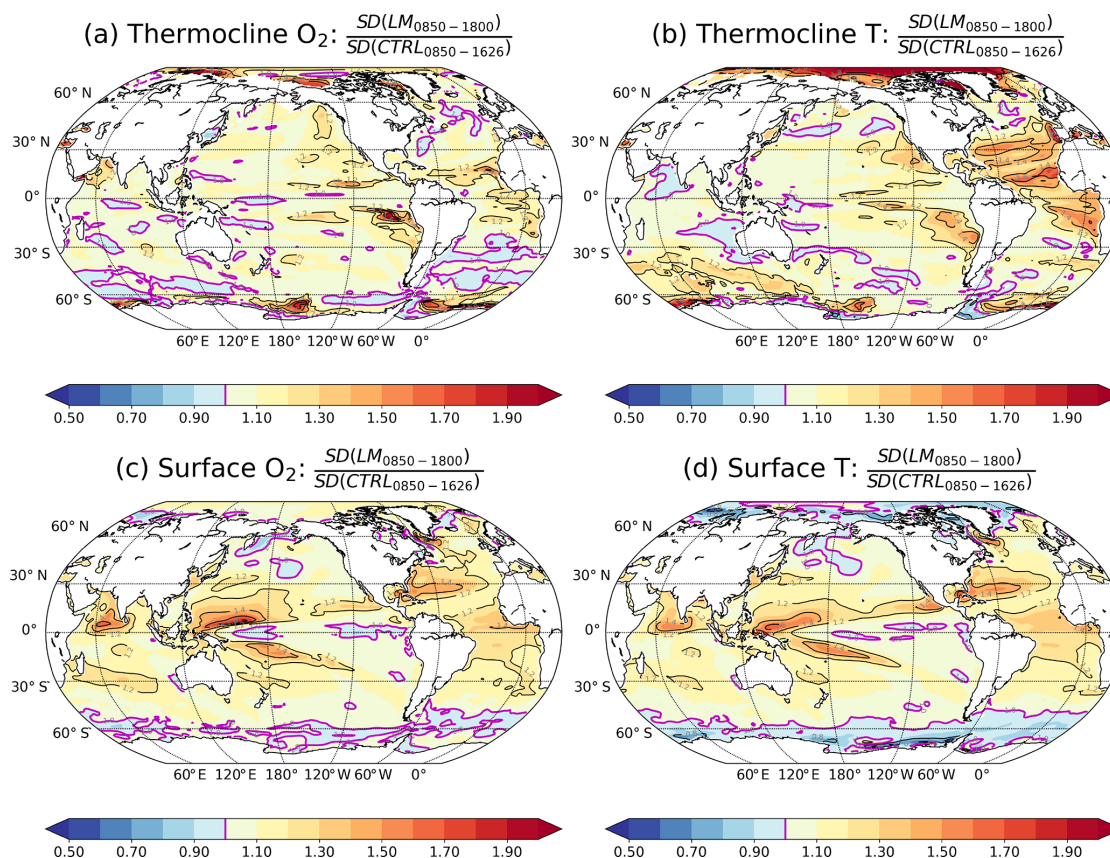 (a) Thermocline O₂: SD(LM₀₈₅₀₋₁₈₀₀) / SD(CTRL₀₈₅₀₋₁₆₂₆)
(b) Thermocline T: SD(LM₀₈₅₀₋₁₈₀₀) / SD(CTRL₀₈₅₀₋₁₆₂₆)
60° N
30° N
0°
30° S
60° S
60° E 120° E 180° 120° W 60° W 0°
60° N
30° N
0°
30° S
60° S
60° E 120° E 180° 120° W 60° W 0°
0.50 0.70 0.90 1.10 1.30 1.50 1.70 1.90
0.50 0.70 0.90 1.10 1.30 1.50 1.70 1.90
(c) Surface O₂: SD(LM₀₈₅₀₋₁₈₀₀) / SD(CTRL₀₈₅₀₋₁₆₂₆)
(d) Surface T: SD(LM₀₈₅₀₋₁₈₀₀) / SD(CTRL₀₈₅₀₋₁₆₂₆)
60° N
30° N
0°
30° S
60° S
60° E 120° E 180° 120° W 60° W 0°
60° N
30° N
0°
30° S
60° S
60° E 120° E 180° 120° W 60° W 0°
0.50 0.70 0.90 1.10 1.30 1.50 1.70 1.90
0.50 0.70 0.90 1.10 1.30 1.50 1.70 1.90